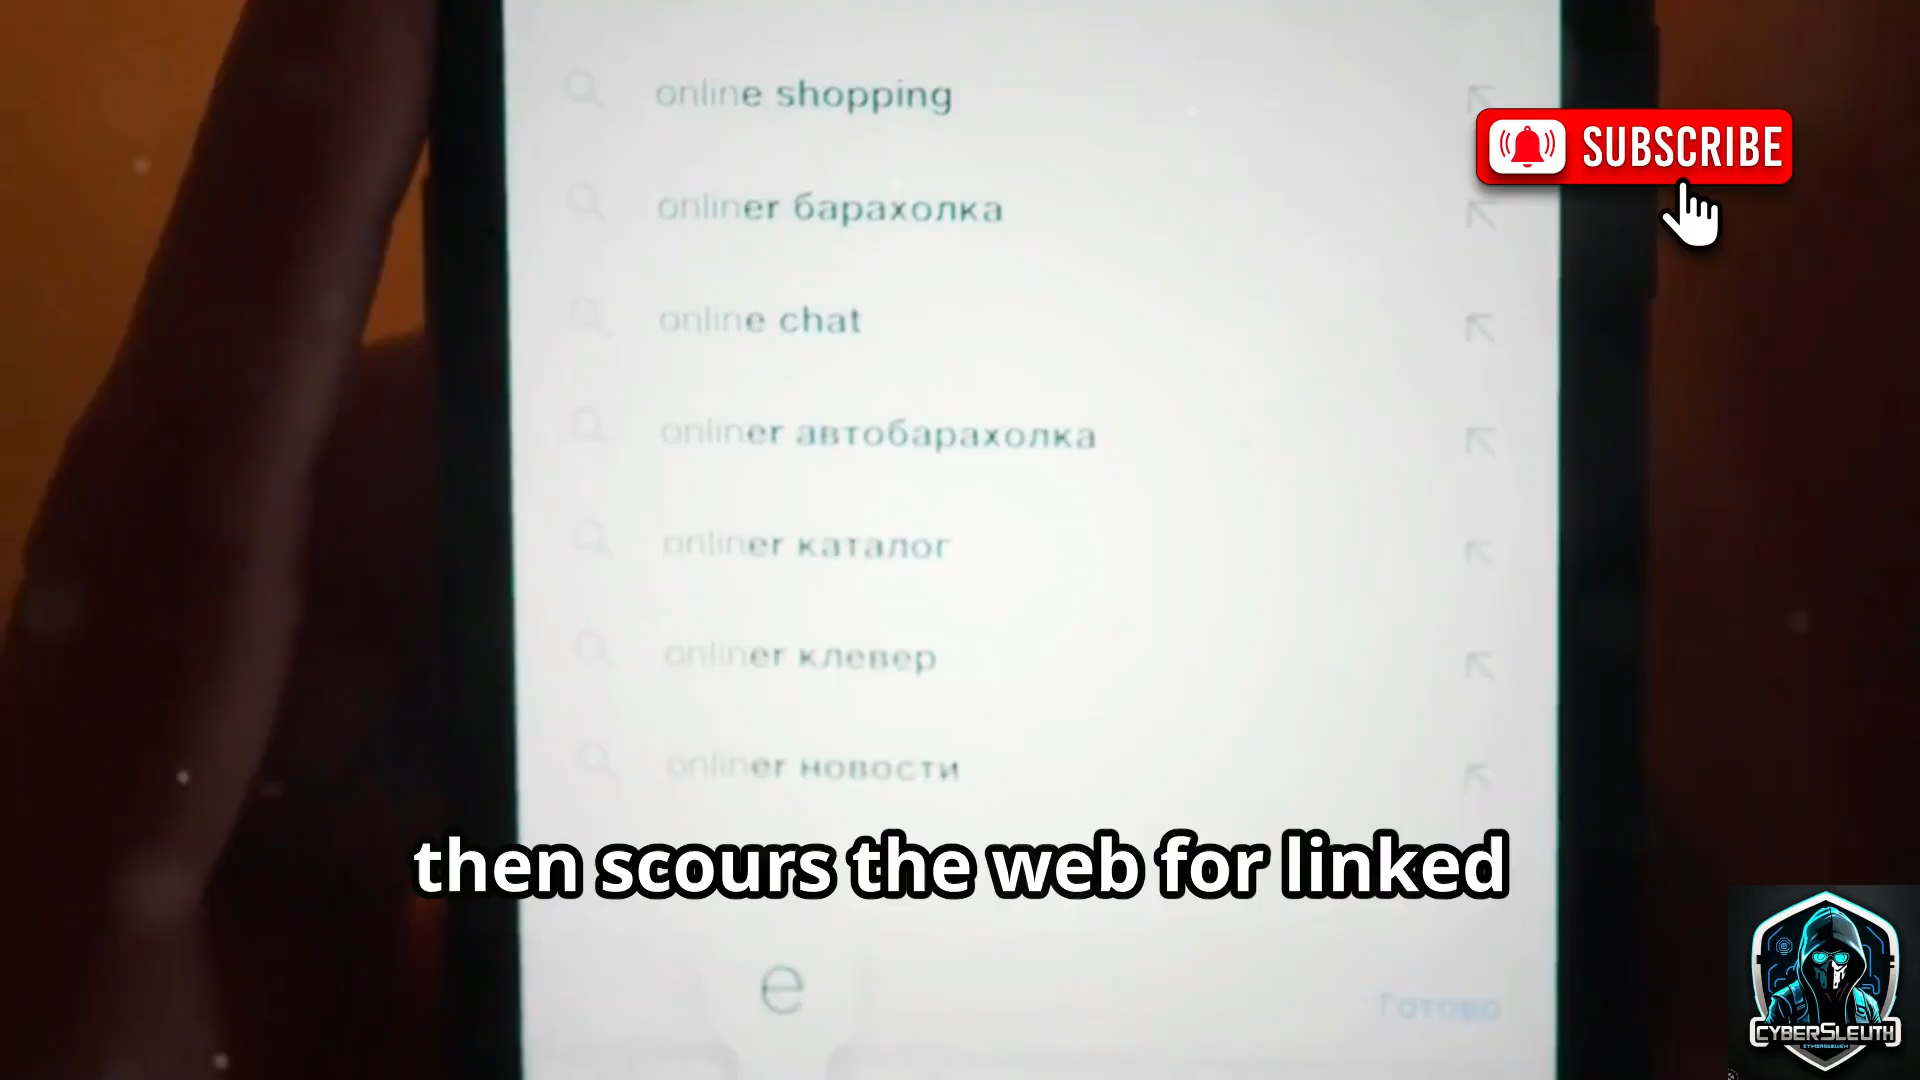 online shopping
SUBSCRIBE
onliner барахолка
online chat
onliner автобарахолка
onliner каталог
onliner клевер
onliner новости
then scours the web for linked
e
Готово
CYBERSLEUTH